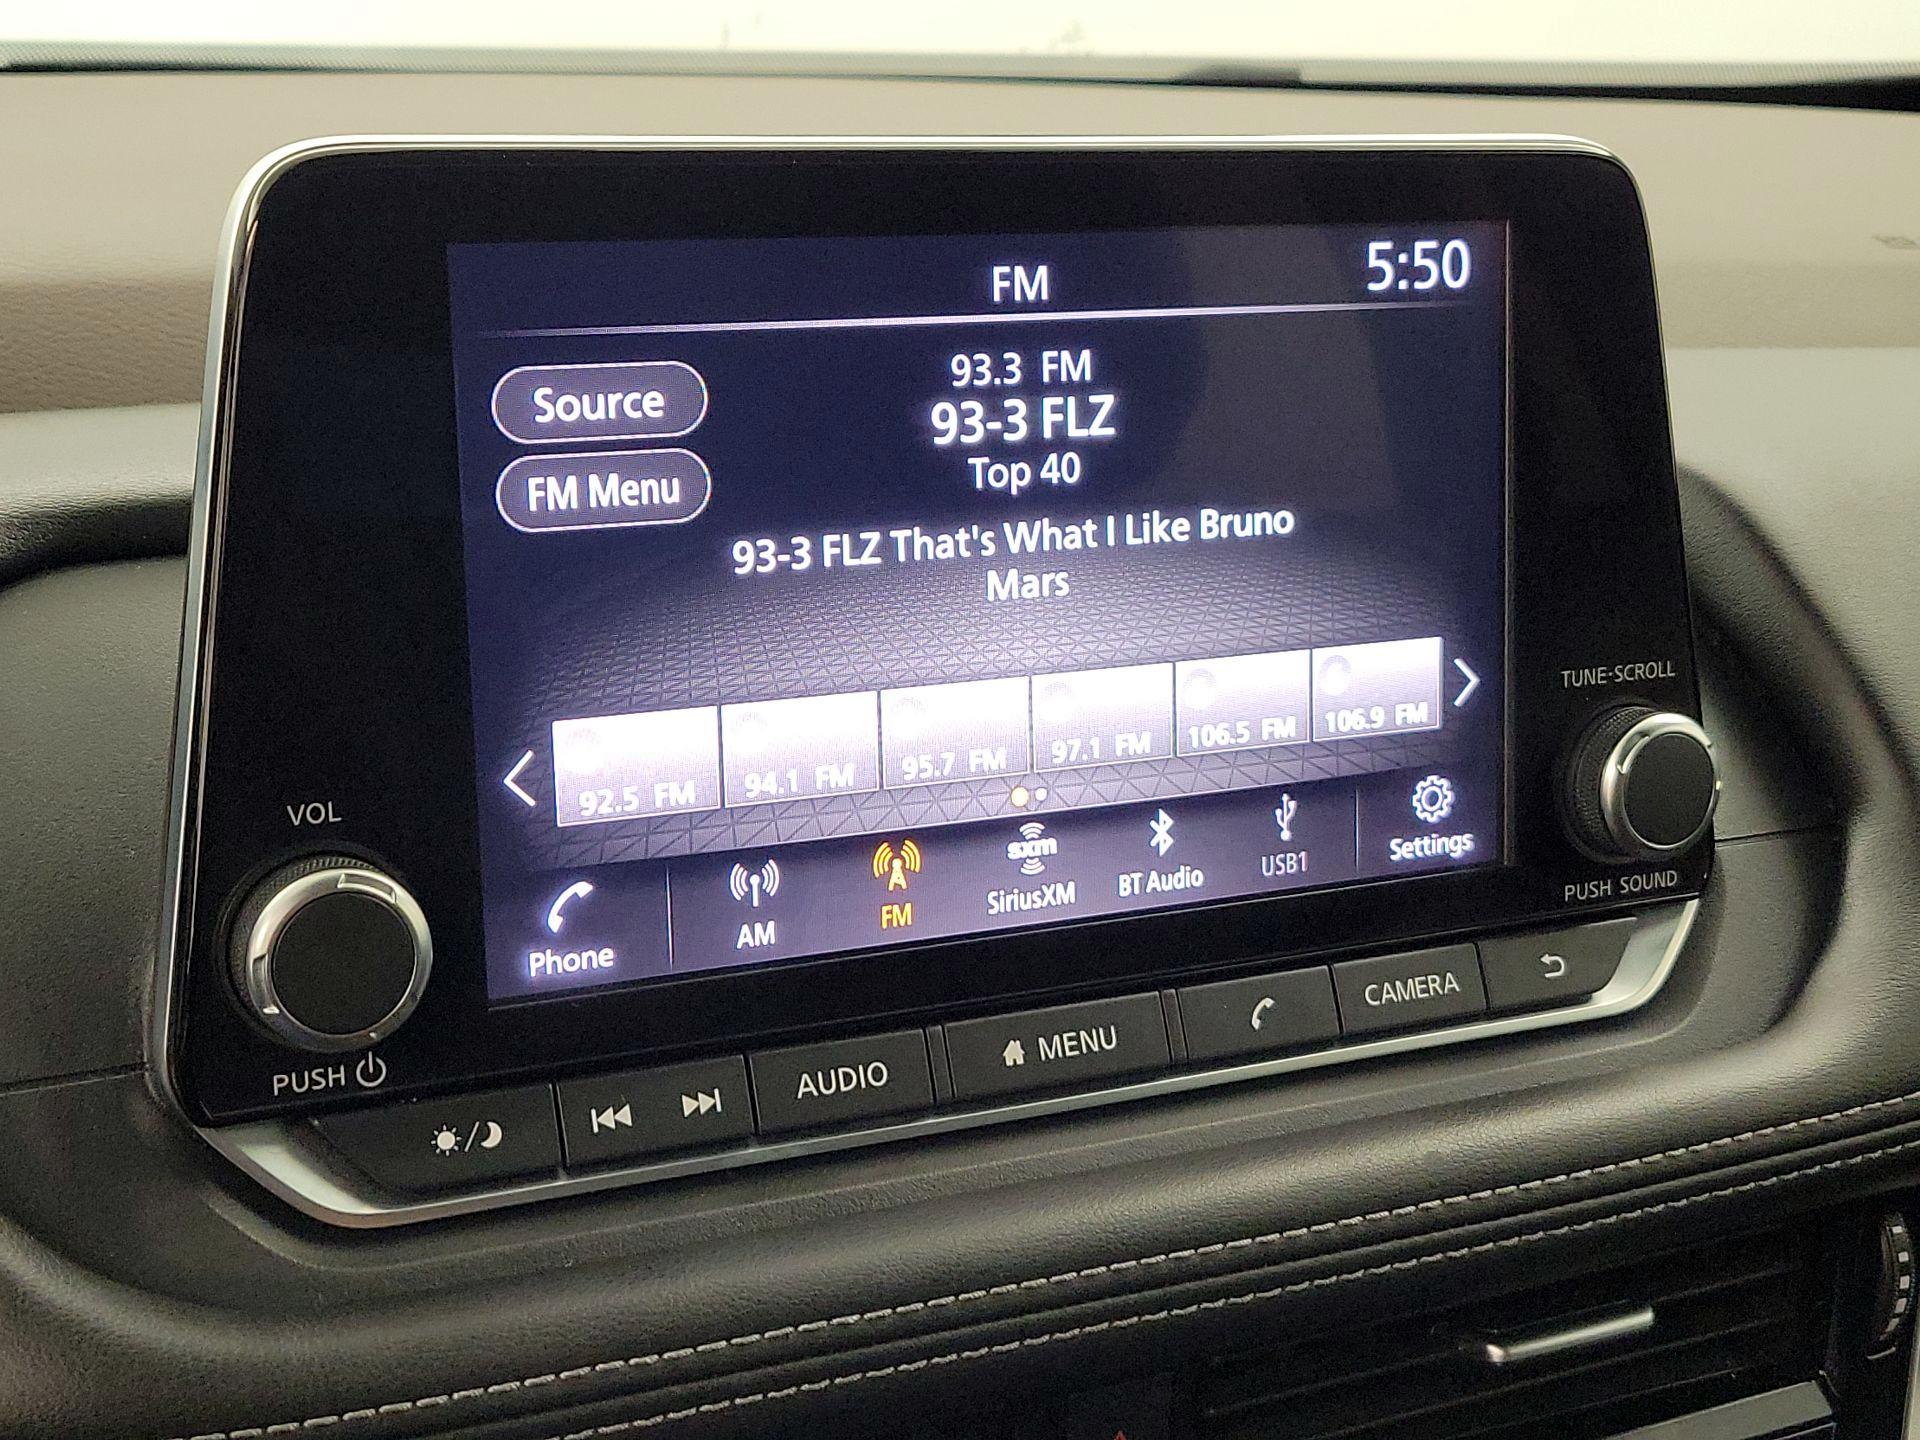 FM
5:50
Source
93.3 FM
93-3 FLZ
FM Menu
Top 40
93-3 FLZ That's What I Like Bruno
Mars
92.5 FM
94.1 FM
95.7 FM
97.1 FM
106.5 FM
106.9 FM
Phone
AM
FM
sxm
SiriusXM
BT Audio
USB1
Settings
VOL
PUSH
TUNE·SCROLL
PUSH SOUND
AUDIO
MENU
CAMERA